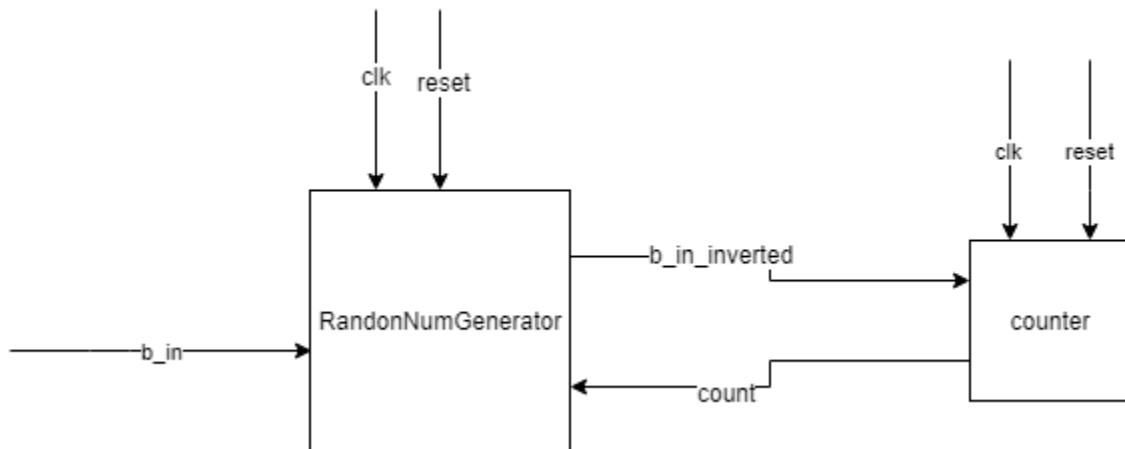 clk
reset
clk
reset
b_in_inverted
RandonNumGenerator
counter
b_in
count